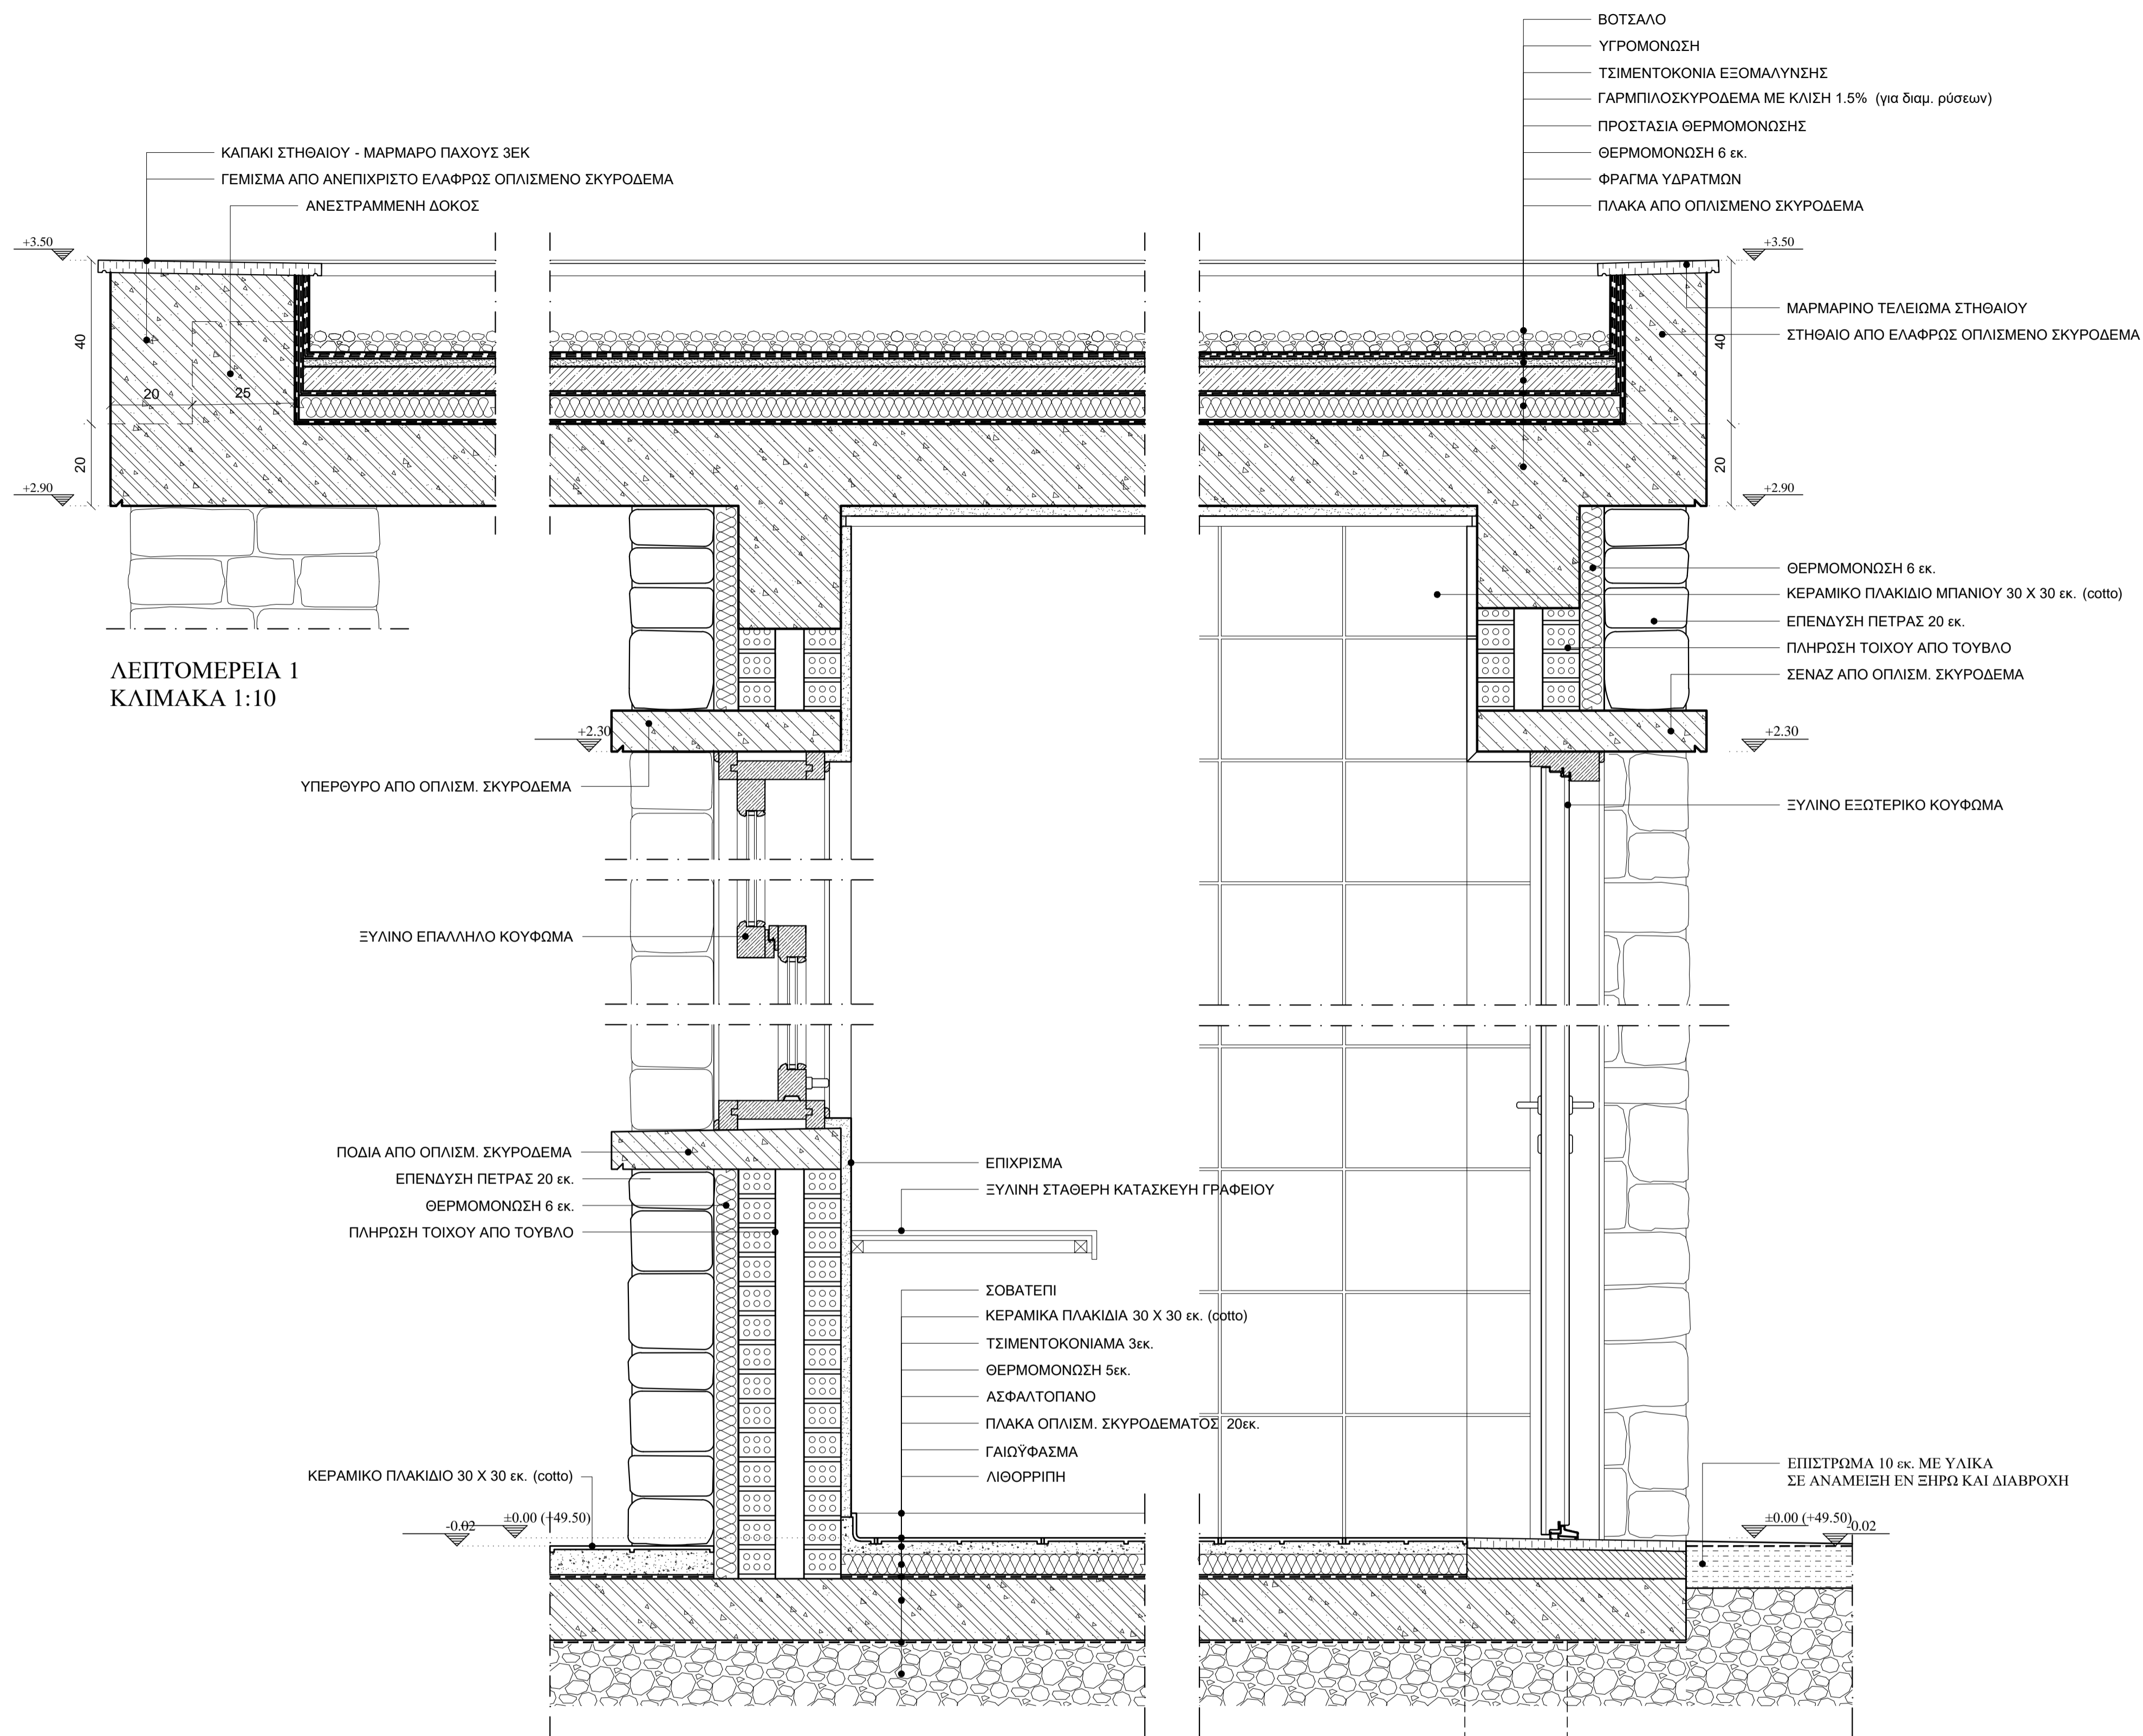 ΒΟΤΣΑΛΟ
ΥΓΡΟΜΟΝΩΣΗ
ΤΣΙΜΕΝΤΟΚΟΝΙΑ ΕΞΟΜΑΛΥΝΣΗΣ
ΓΑΡΜΠΙΛΟΣΚΥΡΟΔΕΜΑ ΜΕ ΚΛΙΣΗ 1.5% (για διαμ. ρύσεων)
ΠΡΟΣΤΑΣΙΑ ΘΕΡΜΟΜΟΝΩΣΗΣ
ΘΕΡΜΟΜΟΝΩΣΗ 6 εκ.
ΦΡΑΓΜΑ ΥΔΡΑΤΜΩΝ
ΠΛΑΚΑ ΑΠΟ ΟΠΛΙΣΜΕΝΟ ΣΚΥΡΟΔΕΜΑ
ΚΑΠΑΚΙ ΣΤΗΘΑΙΟΥ - ΜΑΡΜΑΡΟ ΠΑΧΟΥΣ 3ΕΚ
ΓΕΜΙΣΜΑ ΑΠΟ ΑΝΕΠΙΧΡΙΣΤΟ ΕΛΑΦΡΩΣ ΟΠΛΙΣΜΕΝΟ ΣΚΥΡΟΔΕΜΑ
ΑΝΕΣΤΡΑΜΜΕΝΗ ΔΟΚΟΣ
+3.50
+3.50
ΜΑΡΜΑΡΙΝΟ ΤΕΛΕΙΩΜΑ ΣΤΗΘΑΙΟΥ
ΣΤΗΘΑΙΟ ΑΠΟ ΕΛΑΦΡΩΣ ΟΠΛΙΣΜΕΝΟ ΣΚΥΡΟΔΕΜΑ
40
40
20
25
20
20
+2.90
+2.90
ΛΕΠΤΟΜΕΡΕΙΑ 1
ΚΛΙΜΑΚΑ 1:10
ΘΕΡΜΟΜΟΝΩΣΗ 6 εκ.
ΚΕΡΑΜΙΚΟ ΠΛΑΚΙΔΙΟ ΜΠΑΝΙΟΥ 30 Χ 30 εκ. (cotto)
ΕΠΕΝΔΥΣΗ ΠΕΤΡΑΣ 20 εκ.
ΠΛΗΡΩΣΗ ΤΟΙΧΟΥ ΑΠΟ ΤΟΥΒΛΟ
ΣΕΝΑΖ ΑΠΟ ΟΠΛΙΣΜ. ΣΚΥΡΟΔΕΜΑ
+2.30
+2.30
ΥΠΕΡΘΥΡΟ ΑΠΟ ΟΠΛΙΣΜ. ΣΚΥΡΟΔΕΜΑ
ΞΥΛΙΝΟ ΕΞΩΤΕΡΙΚΟ ΚΟΥΦΩΜΑ
ΞΥΛΙΝΟ ΕΠΑΛΛΗΛΟ ΚΟΥΦΩΜΑ
ΠΟΔΙΑ ΑΠΟ ΟΠΛΙΣΜ. ΣΚΥΡΟΔΕΜΑ
ΕΠΕΝΔΥΣΗ ΠΕΤΡΑΣ 20 εκ.
ΘΕΡΜΟΜΟΝΩΣΗ 6 εκ.
ΠΛΗΡΩΣΗ ΤΟΙΧΟΥ ΑΠΟ ΤΟΥΒΛΟ
ΕΠΙΧΡΙΣΜΑ
ΞΥΛΙΝΗ ΣΤΑΘΕΡΗ ΚΑΤΑΣΚΕΥΗ ΓΡΑΦΕΙΟΥ
ΣΟΒΑΤΕΠΙ
ΚΕΡΑΜΙΚΑ ΠΛΑΚΙΔΙΑ 30 Χ 30 εκ. (cotto)
ΤΣΙΜΕΝΤΟΚΟΝΙΑΜΑ 3εκ.
ΘΕΡΜΟΜΟΝΩΣΗ 5εκ.
ΑΣΦΑΛΤΟΠΑΝΟ
ΠΛΑΚΑ ΟΠΛΙΣΜ. ΣΚΥΡΟΔΕΜΑΤΟΣ 20εκ.
ΓΑΙΩΫΦΑΣΜΑ
ΛΙΘΟΡΡΙΠΗ
ΚΕΡΑΜΙΚΟ ΠΛΑΚΙΔΙΟ 30 Χ 30 εκ. (cotto)
ΕΠΙΣΤΡΩΜΑ 10 εκ. ΜΕ ΥΛΙΚΑ
ΣΕ ΑΝΑΜΕΙΞΗ ΕΝ ΞΗΡΩ ΚΑΙ ΔΙΑΒΡΟΧΗ
-0.02
±0.00 (+49.50)
±0.00 (+49.50)
-0.02